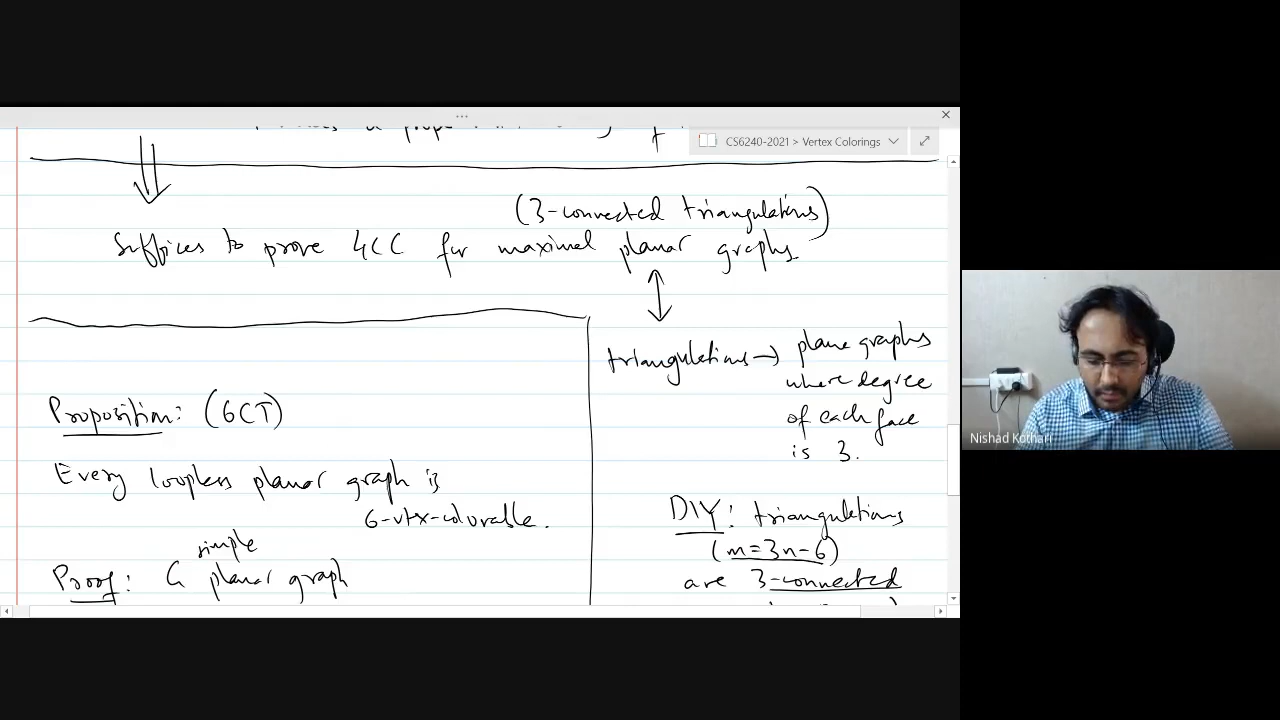 CS6240-2021 > Vertex Colorings
(3-connected triangulations)
Suffices to prove 4CC for maximal planar graphs.
triangulations → plane graphs
where degree
of each face
is 3.
Proposition: (6CT)
Every loopless planar graph is
6-vtx-colorable.
simple
Proof: G planar graph
DIY: triangulations
(m=3n-6)
are 3-connected
Nishad Kothari